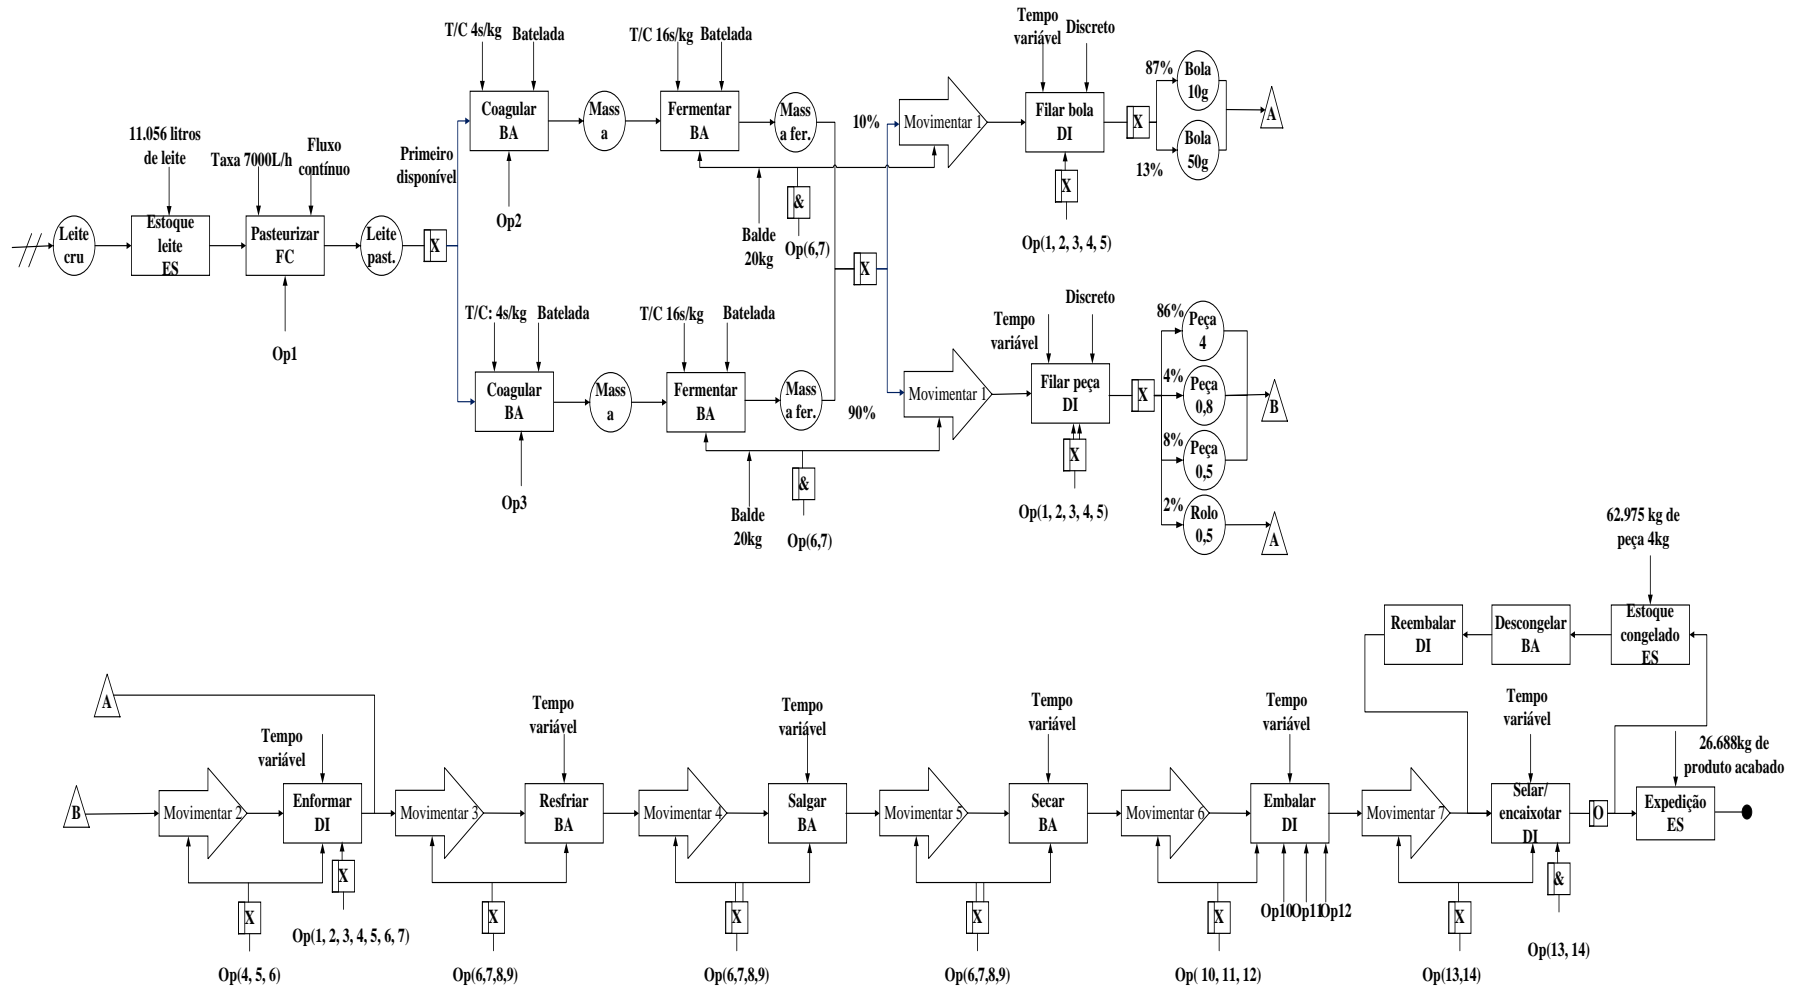 T/C 4s/kg
Batelada
T/C 16s/kg
Batelada
Tempo
variável
Discreto
Coagular
BA
Mass
a
Fermentar
BA
Mass
a fer.
10%
Movimentar 1
Filar bola
DI
X
87%
Bola
10g
13%
Bola
50g
A
11.056 litros
de leite
Taxa 7000L/h
Fluxo
contínuo
Primeiro
disponível
Op2
Balde
20kg
&
Op(6,7)
X
Op(1, 2, 3, 4, 5)
Leite
cru
Estoque
leite
ES
Pasteurizar
FC
Leite
past.
X
X
Op1
T/C: 4s/kg
Batelada
T/C 16s/kg
Batelada
Tempo
variável
Discreto
Coagular
BA
Mass
a
Fermentar
BA
Mass
a fer.
90%
Movimentar 1
Filar peça
DI
X
86%
Peça
4
4%
Peça
0,8
8%
Peça
0,5
2%
Rolo
0,5
B
A
Op3
Balde
20kg
&
Op(6,7)
X
Op(1, 2, 3, 4, 5)
62.975 kg de
peça 4kg
Reembalar
DI
Descongelar
BA
Estoque
congelado
ES
A
B
Movimentar 2
Tempo
variável
Enformar
DI
Movimentar 3
Tempo
variável
Resfriar
BA
Movimentar 4
Tempo
variável
Salgar
BA
Movimentar 5
Tempo
variável
Secar
BA
Movimentar 6
Tempo
variável
Embalar
DI
Movimentar 7
Tempo
variável
Selar/
encaixotar
DI
O
26.688kg de
produto acabado
Expedição
ES
X
Op(4, 5, 6)
X
Op(1, 2, 3, 4, 5, 6, 7)
X
Op(6,7,8,9)
X
Op(6,7,8,9)
X
Op(6,7,8,9)
X
Op( 10, 11, 12)
Op10
Op11
Op12
X
Op(13,14)
&
Op(13, 14)